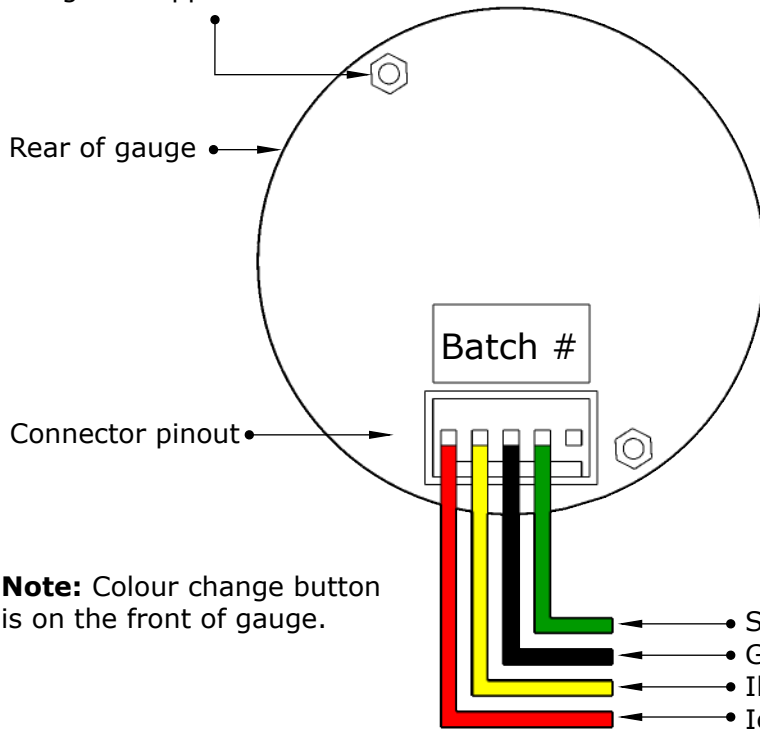 Rear of gauge
Batch #
Connector pinout
Note: Colour change button
is on the front of gauge.